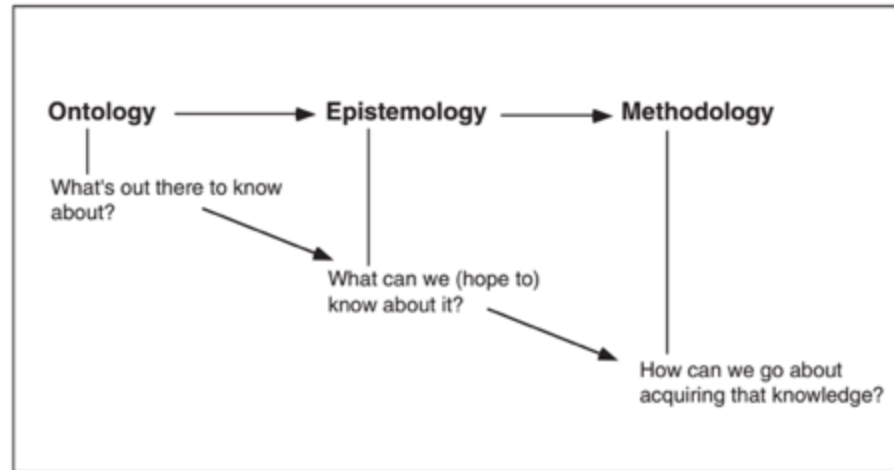 Ontology
Epistemology
Methodology
What's out there to know
about?
What can we (hope to)
know about it?
How can we go about
acquiring that knowledge?